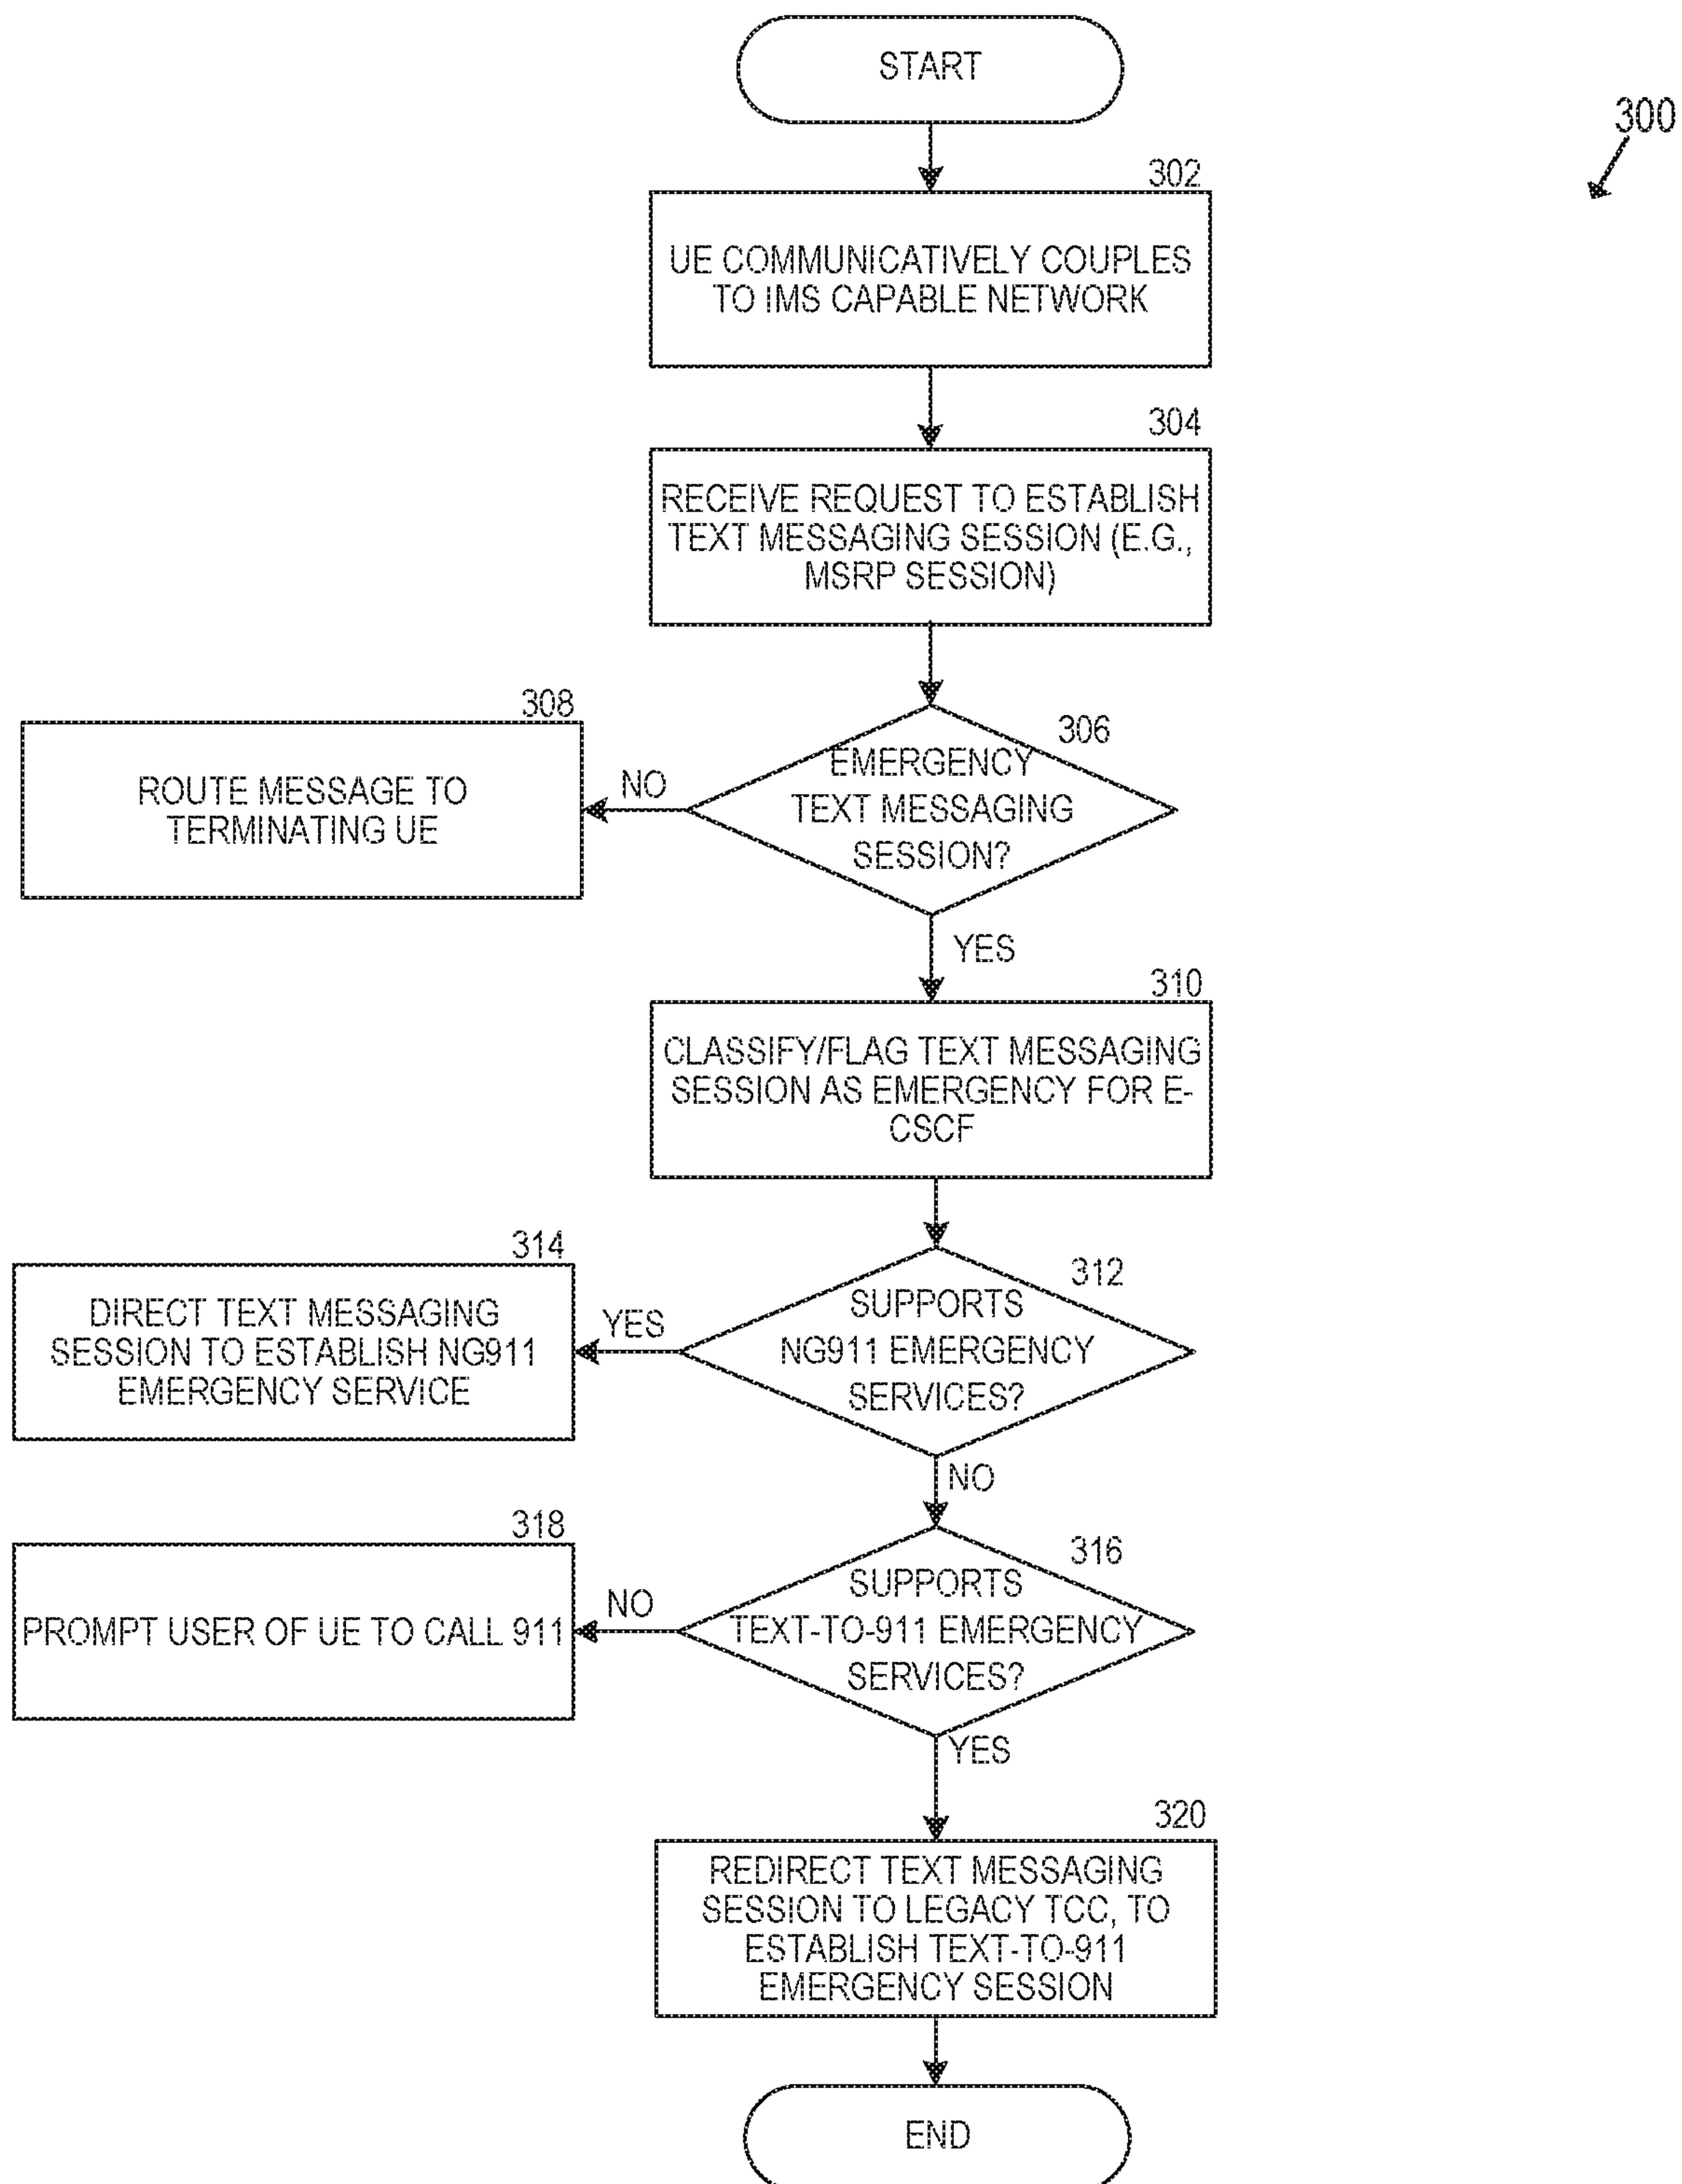 START
300
302
UE COMMUNICATIVELY COUPLES
TO IMS CAPABLE NETWORK
304
RECEIVE REQUEST TO ESTABLISH
TEXT MESSAGING SESSION (E.G.,
MSRP SESSION)
306
EMERGENCY
TEXT MESSAGING
SESSION?
NO
308
ROUTE MESSAGE TO
TERMINATING UE
YES
310
CLASSIFY/FLAG TEXT MESSAGING
SESSION AS EMERGENCY FOR E-
CSCF
312
SUPPORTS
NG911 EMERGENCY
SERVICES?
YES
314
DIRECT TEXT MESSAGING
SESSION TO ESTABLISH NG911
EMERGENCY SERVICE
NO
316
SUPPORTS
TEXT-TO-911 EMERGENCY
SERVICES?
NO
318
PROMPT USER OF UE TO CALL 911
YES
320
REDIRECT TEXT MESSAGING
SESSION TO LEGACY TCC, TO
ESTABLISH TEXT-TO-911
EMERGENCY SESSION
END